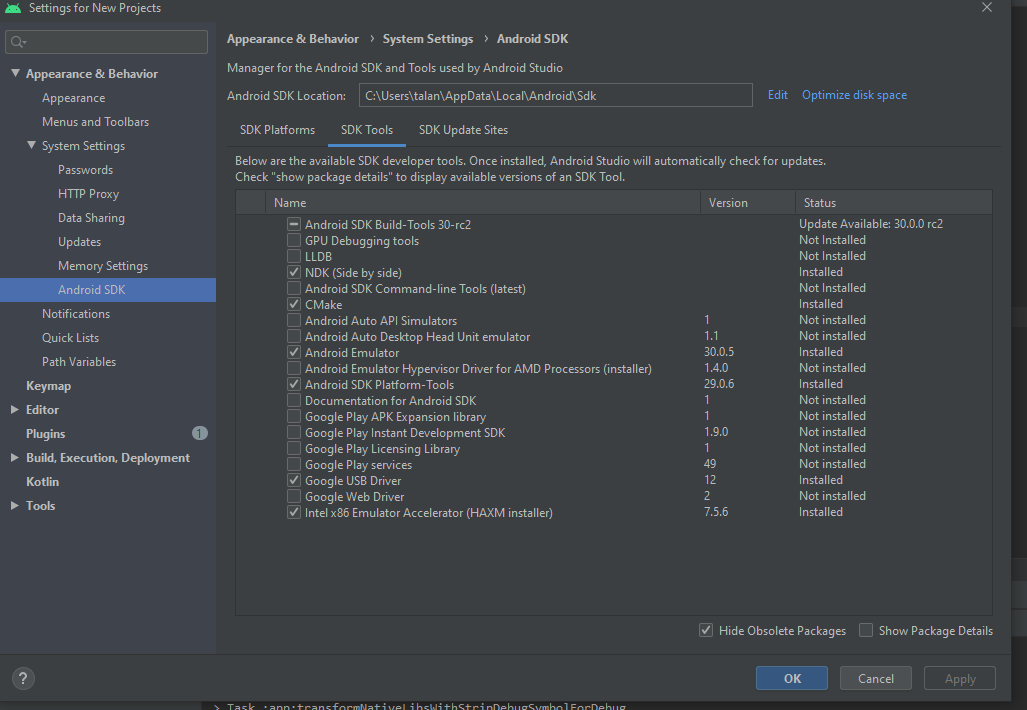 Settings for New Projects
Appearance & Behavior
Appearance
Menus and Toolbars
System Settings
Passwords
HTTP Proxy
Data Sharing
Updates
Memory Settings
Android SDK
Notifications
Quick Lists
Path Variables
Keymap
Editor
Plugins 1
Build, Execution, Deployment
Kotlin
Tools
Appearance & Behavior › System Settings › Android SDK
Manager for the Android SDK and Tools used by Android Studio
Android SDK Location: C:\Users\talan\AppData\Local\Android\Sdk Edit Optimize disk space
SDK Platforms SDK Tools SDK Update Sites
Below are the available SDK developer tools. Once installed, Android Studio will automatically check for updates.
Check "show package details" to display available versions of an SDK Tool.
Name Version Status
Android SDK Build-Tools 30-rc2 Update Available: 30.0.0 rc2
GPU Debugging tools Not Installed
LLDB Not Installed
NDK (Side by side) Installed
Android SDK Command-line Tools (latest) Not Installed
CMake Installed
Android Auto API Simulators 1 Not installed
Android Auto Desktop Head Unit emulator 1.1 Not installed
Android Emulator 30.0.5 Installed
Android Emulator Hypervisor Driver for AMD Processors (installer) 1.4.0 Not installed
Android SDK Platform-Tools 29.0.6 Installed
Documentation for Android SDK 1 Not installed
Google Play APK Expansion library 1 Not installed
Google Play Instant Development SDK 1.9.0 Not installed
Google Play Licensing Library 1 Not installed
Google Play services 49 Not installed
Google USB Driver 12 Installed
Google Web Driver 2 Not installed
Intel x86 Emulator Accelerator (HAXM installer) 7.5.6 Installed
Hide Obsolete Packages Show Package Details
? OK Cancel Apply
> Task :app:transformNativeLibsWithStripDebugSymbolForDebug